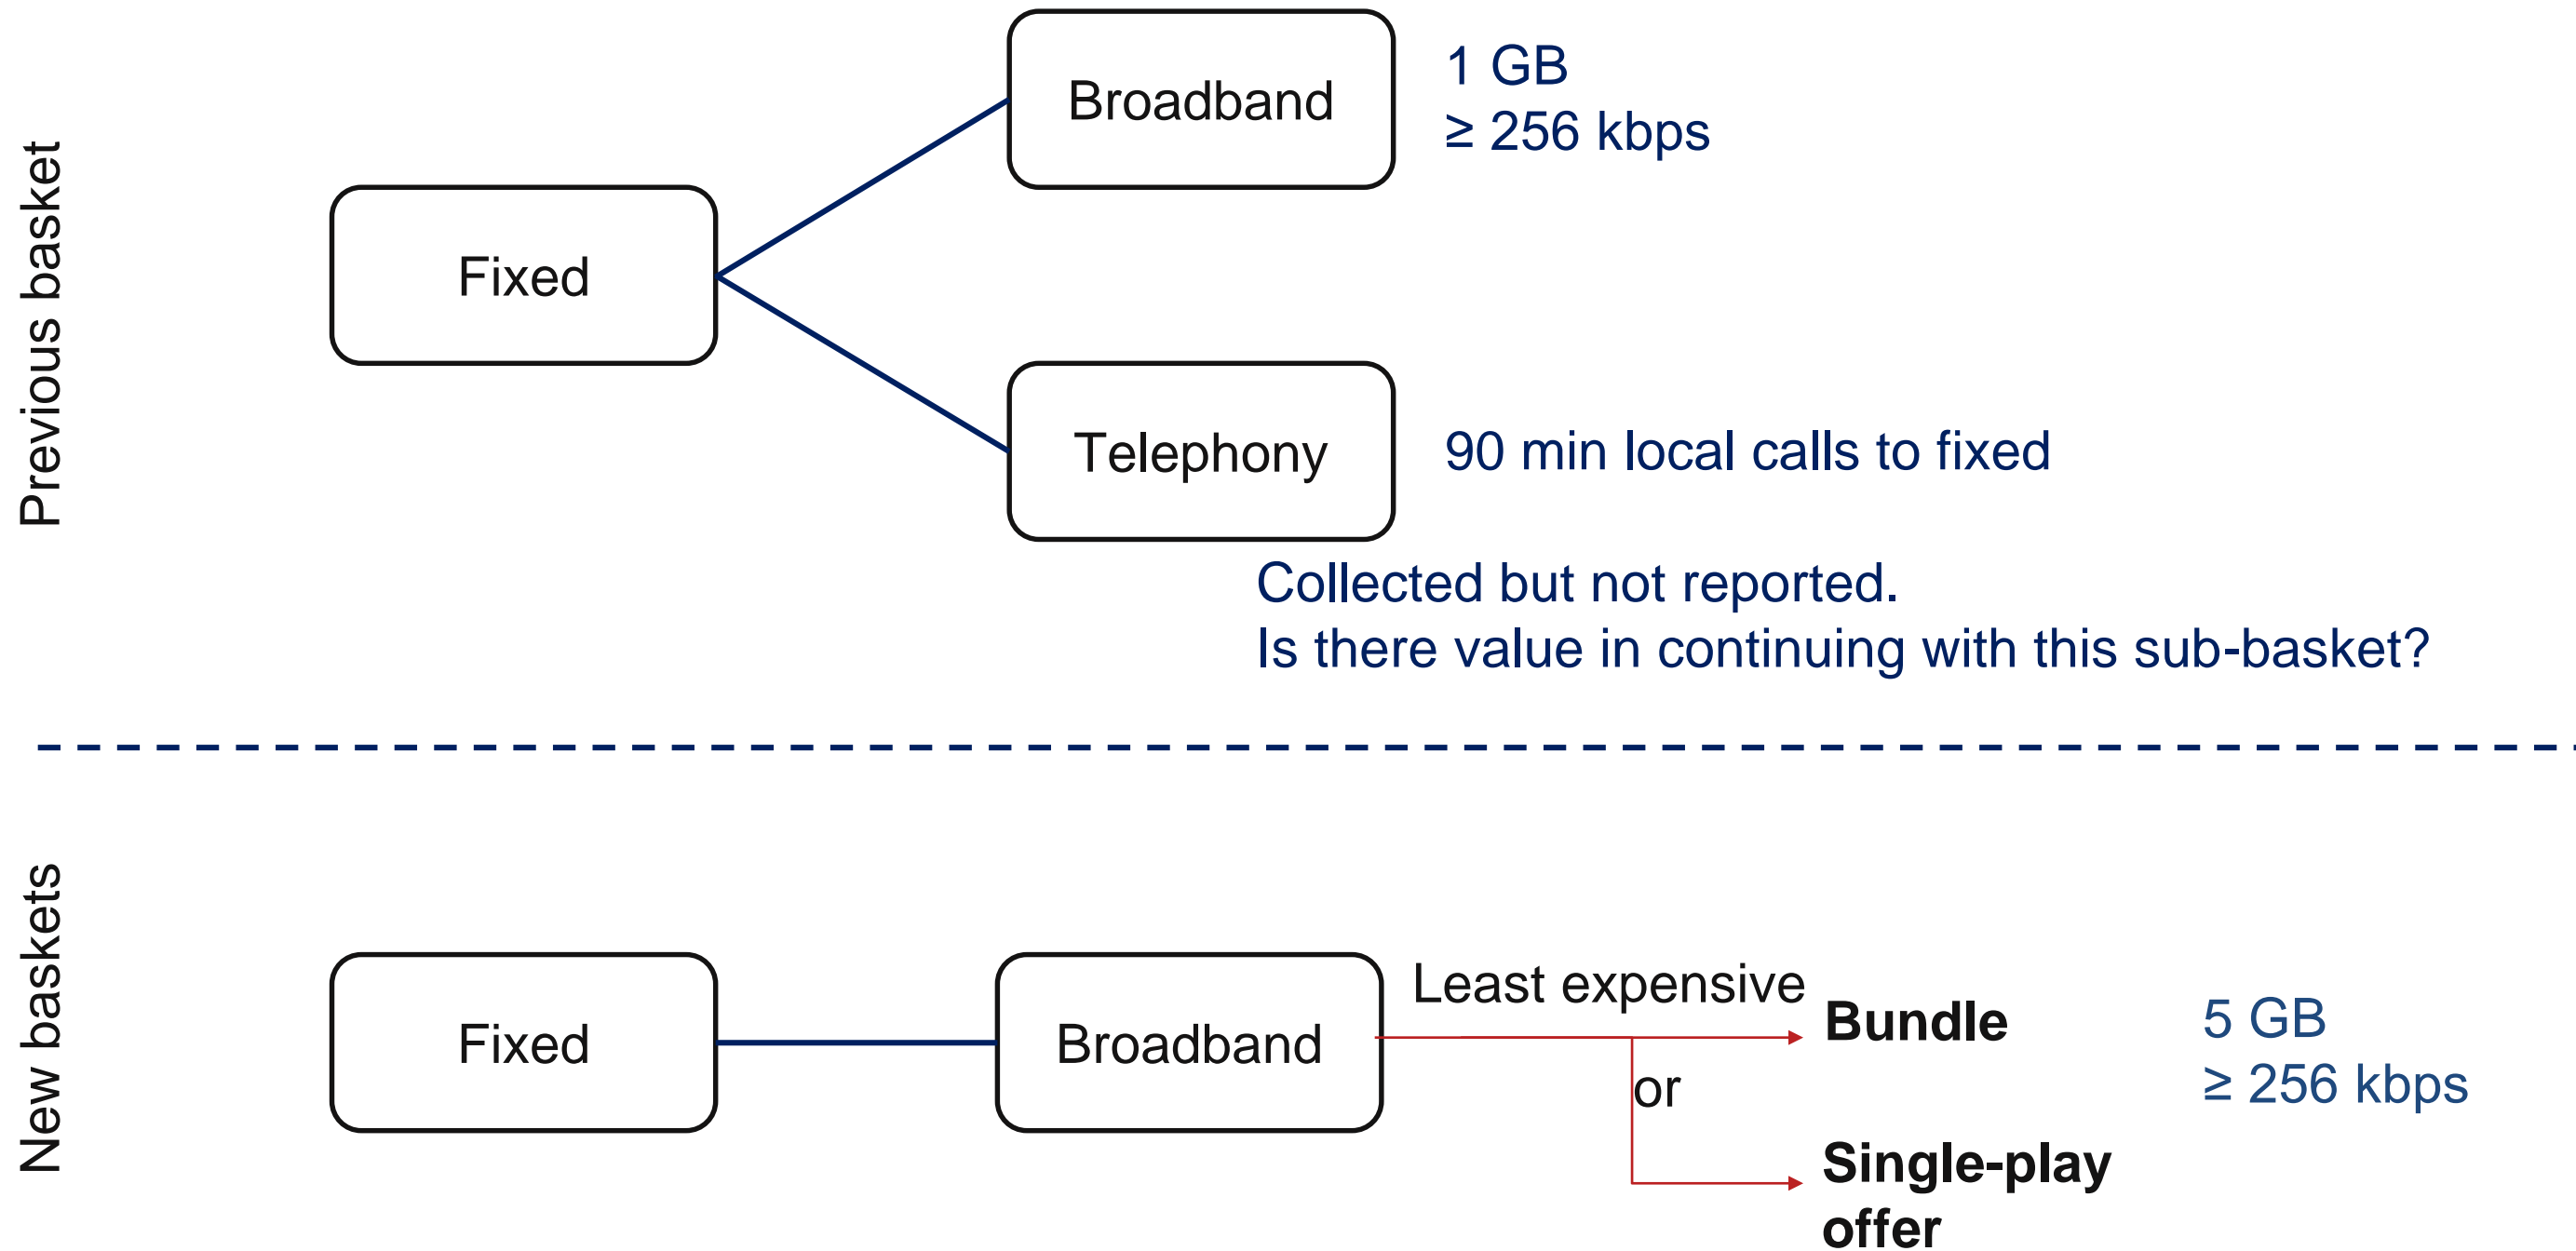 Previous basket
Fixed
Broadband
1 GB
≥ 256 kbps
Telephony
90 min local calls to fixed
Collected but not reported.
Is there value in continuing with this sub-basket?
New baskets
Fixed
Broadband
Least expensive
Bundle
or
Single-play
offer
5 GB
≥ 256 kbps